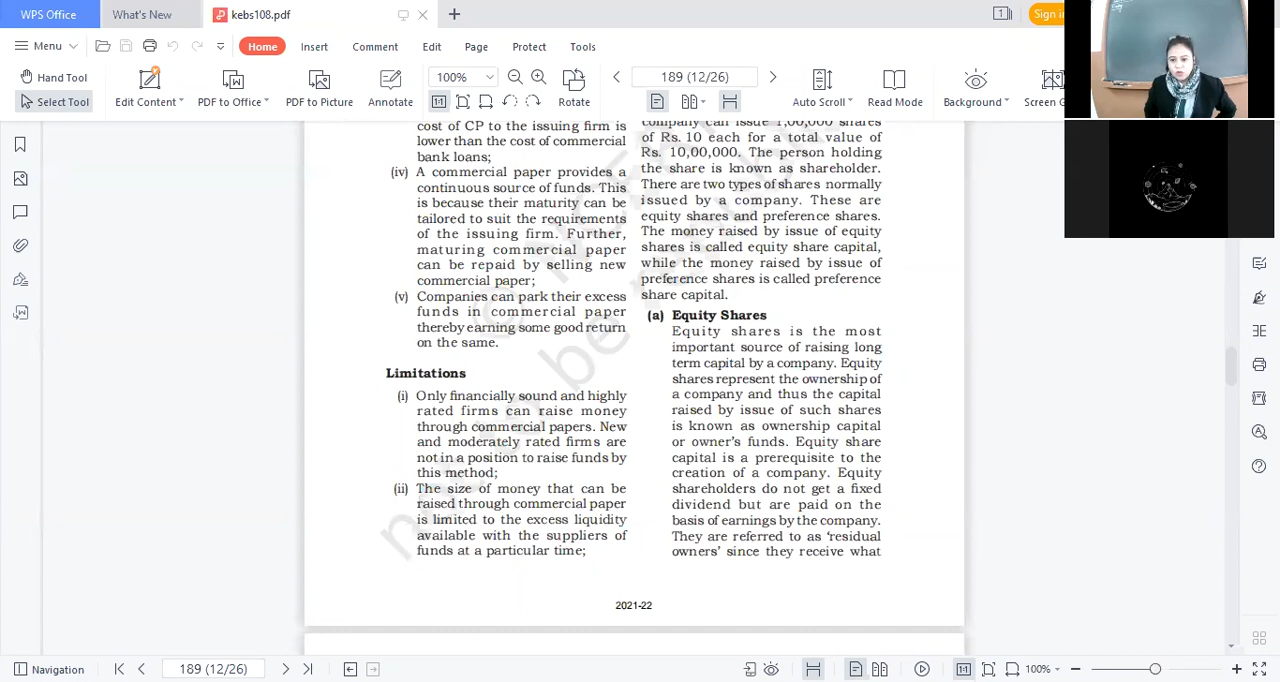 WPS Office
What's New
kebs108.pdf
1
Sign in
Menu
Home
Insert
Comment
Edit
Page
Protect
Tools
Hand Tool
Select Tool
Edit Content
PDF to Office
PDF to Picture
Annotate
100%
1:1
Rotate
189 (12/26)
Auto Scroll
Read Mode
Background
Screen G
cost of CP to the issuing firm is
lower than the cost of commercial
bank loans;
(iv) A commercial paper provides a
continuous source of funds. This
is because their maturity can be
tailored to suit the requirements
of the issuing firm. Further,
maturing commercial paper
can be repaid by selling new
commercial paper;
(v) Companies can park their excess
funds in commercial paper
thereby earning some good return
on the same.
Limitations
(i) Only financially sound and highly
rated firms can raise money
through commercial papers. New
and moderately rated firms are
not in a position to raise funds by
this method;
(ii) The size of money that can be
raised through commercial paper
is limited to the excess liquidity
available with the suppliers of
funds at a particular time;
company can issue 1,00,000 shares
of Rs. 10 each for a total value of
Rs. 10,00,000. The person holding
the share is known as shareholder.
There are two types of shares normally
issued by a company. These are
equity shares and preference shares.
The money raised by issue of equity
shares is called equity share capital,
while the money raised by issue of
preference shares is called preference
share capital.
(a) Equity Shares
Equity shares is the most
important source of raising long
term capital by a company. Equity
shares represent the ownership of
a company and thus the capital
raised by issue of such shares
is known as ownership capital
or owner's funds. Equity share
capital is a prerequisite to the
creation of a company. Equity
shareholders do not get a fixed
dividend but are paid on the
basis of earnings by the company.
They are referred to as 'residual
owners' since they receive what
2021-22
Navigation
189 (12/26)
1:1
100%